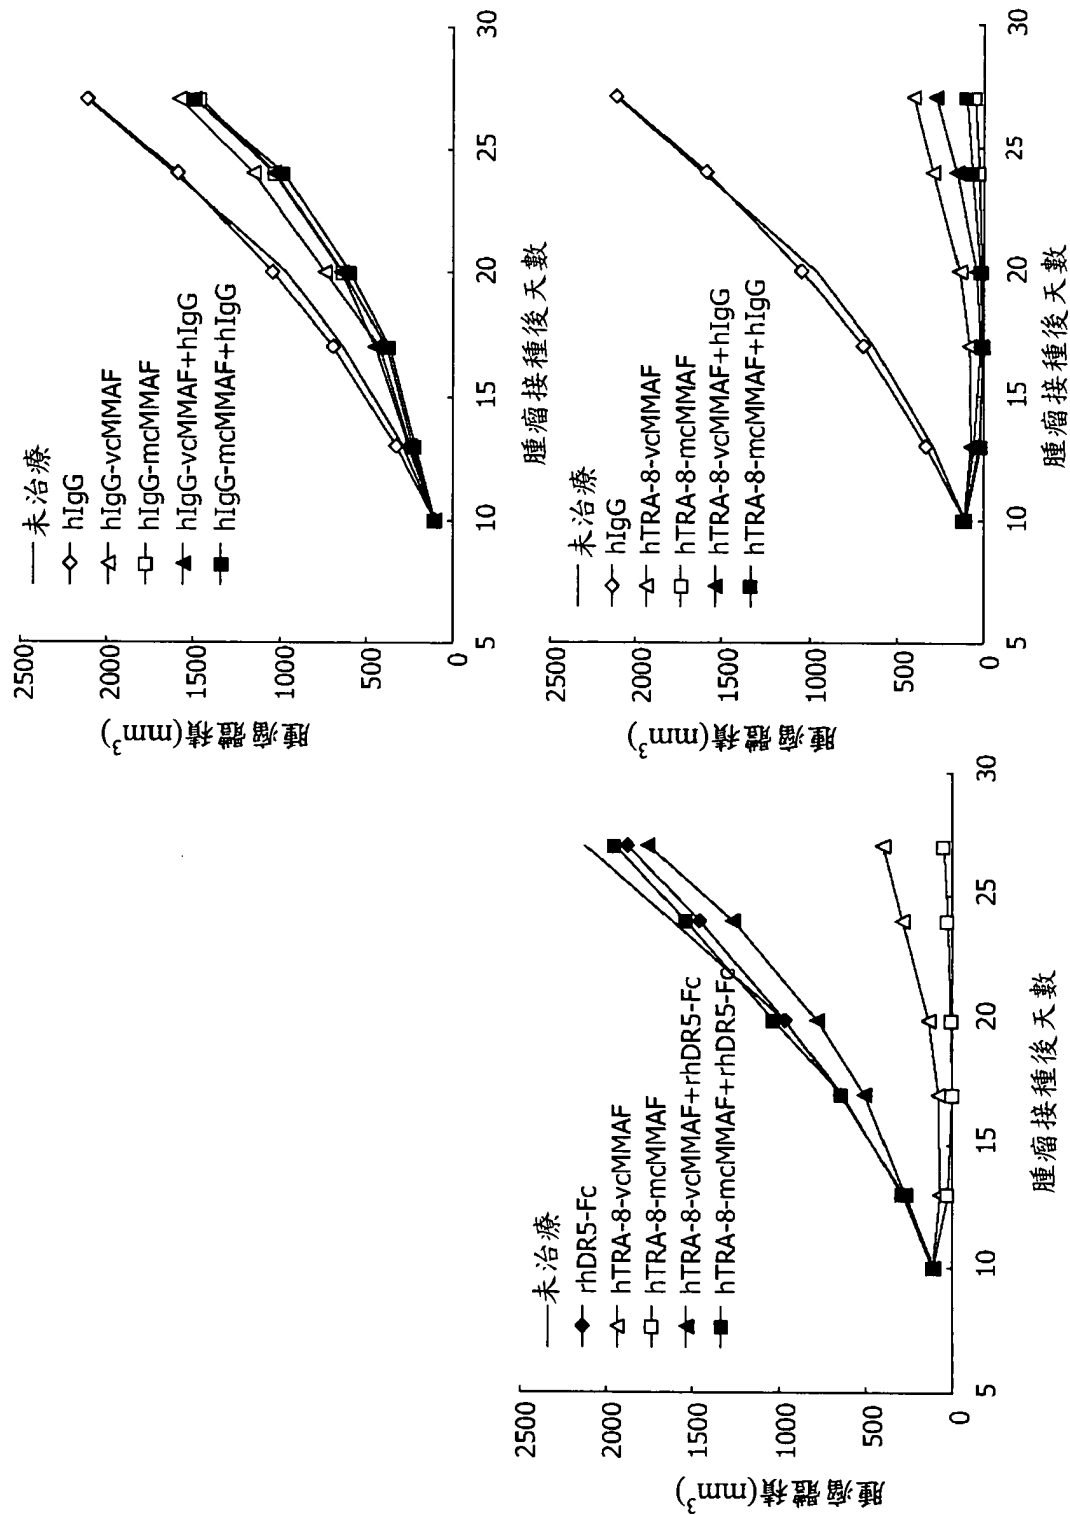 未治療
hIgG
hIgG-vcMMAF
hIgG-mcMMAF
hIgG-vcMMAF+hIgG
hIgG-mcMMAF+hIgG
2500
2000
1500
1000
500
0
5
10
15
20
25
30
腫瘤體積(mm³)
腫瘤接種後天數
未治療
rhDR5-Fc
hTRA-8-vcMMAF
hTRA-8-mcMMAF
hTRA-8-vcMMAF+rhDR5-Fc
hTRA-8-mcMMAF+rhDR5-Fc
2500
2000
1500
1000
500
0
5
10
15
20
25
30
腫瘤體積(mm³)
腫瘤接種後天數
未治療
hIgG
hTRA-8-vcMMAF
hTRA-8-mcMMAF
hTRA-8-vcMMAF+hIgG
hTRA-8-mcMMAF+hIgG
2500
2000
1500
1000
500
0
5
10
15
20
25
30
腫瘤體積(mm³)
腫瘤接種後天數